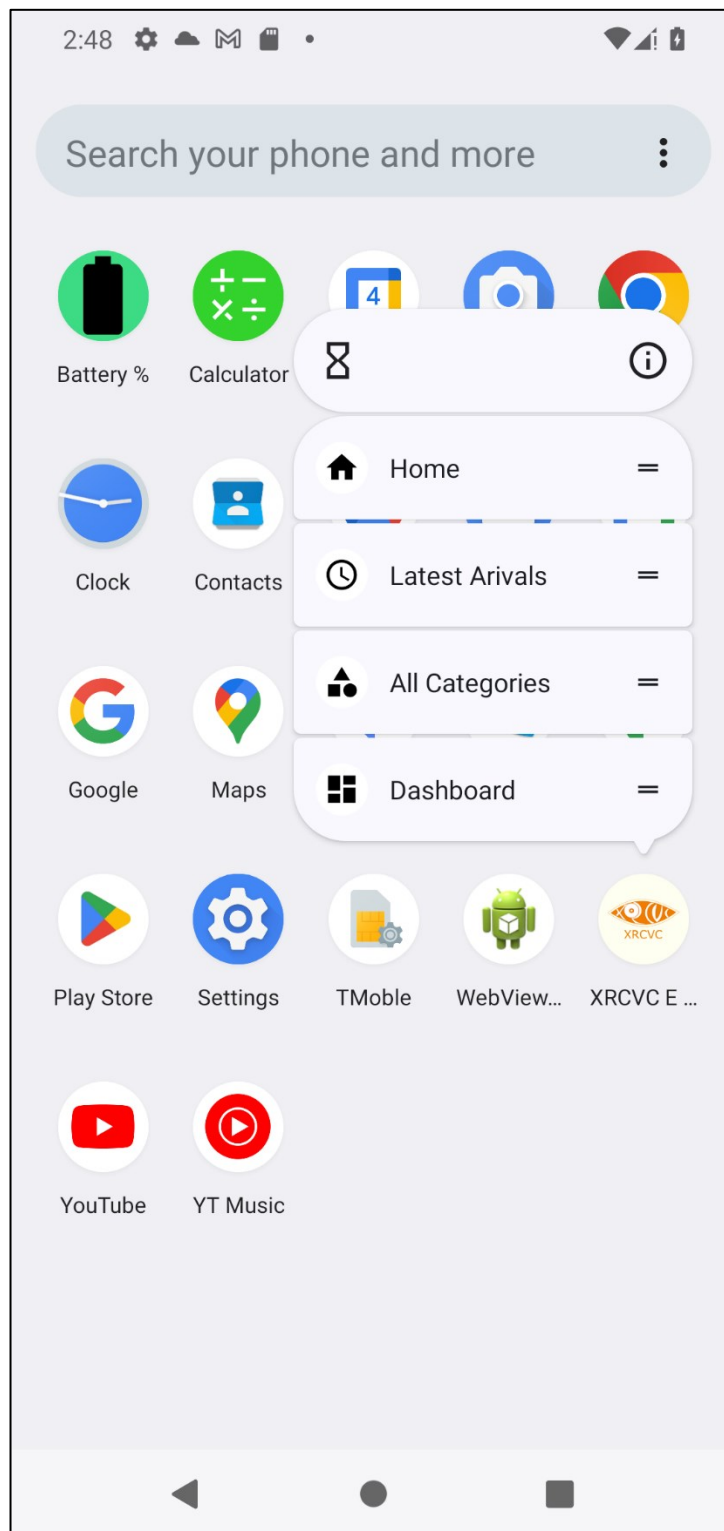 2:48
Search your phone and more
4
Battery %
Calculator
Home
Clock
Contacts
Latest Arivals
All Categories
Google
Maps
Dashboard
XRCVC
Play Store
Settings
TMoble
WebView...
XRCVC E ...
YouTube
YT Music